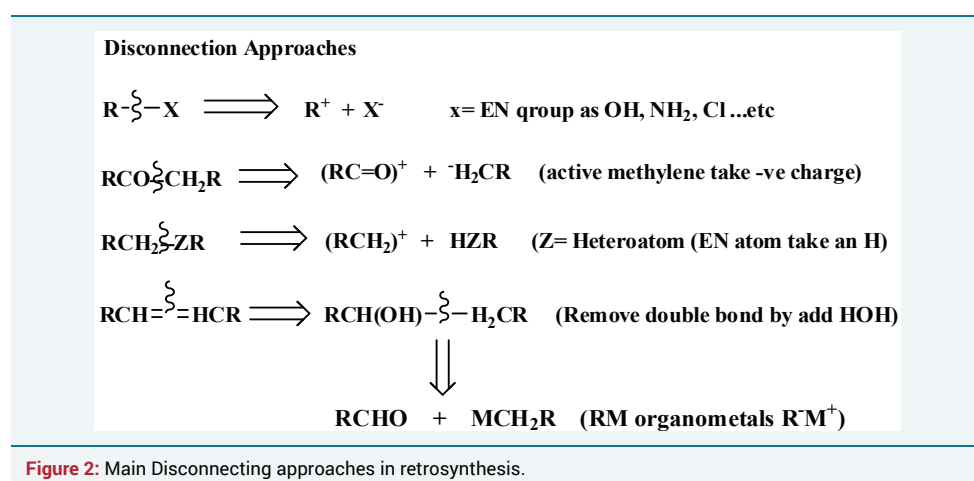 Disconnecting Approaches
R-X ⟹ R⁺ + X⁻ x= EN qroup as OH, NH₂, Cl ...etc
RCO CH₂R ⟹ (RC=O)⁺ + ⁻H₂CR (active methylene take -ve charge)
RCH₂-ZR ⟹ (RCH₂)⁺ + HZR (Z= Heteroatom (EN atom take an H)
RCH==HCR ⟹ RCH(OH)–H₂CR (Remove double bond by add HOH)
RCHO + MCH₂R (RM organometals R⁻M⁺)
Figure 2: Main Disconnecting approaches in retrosynthesis.